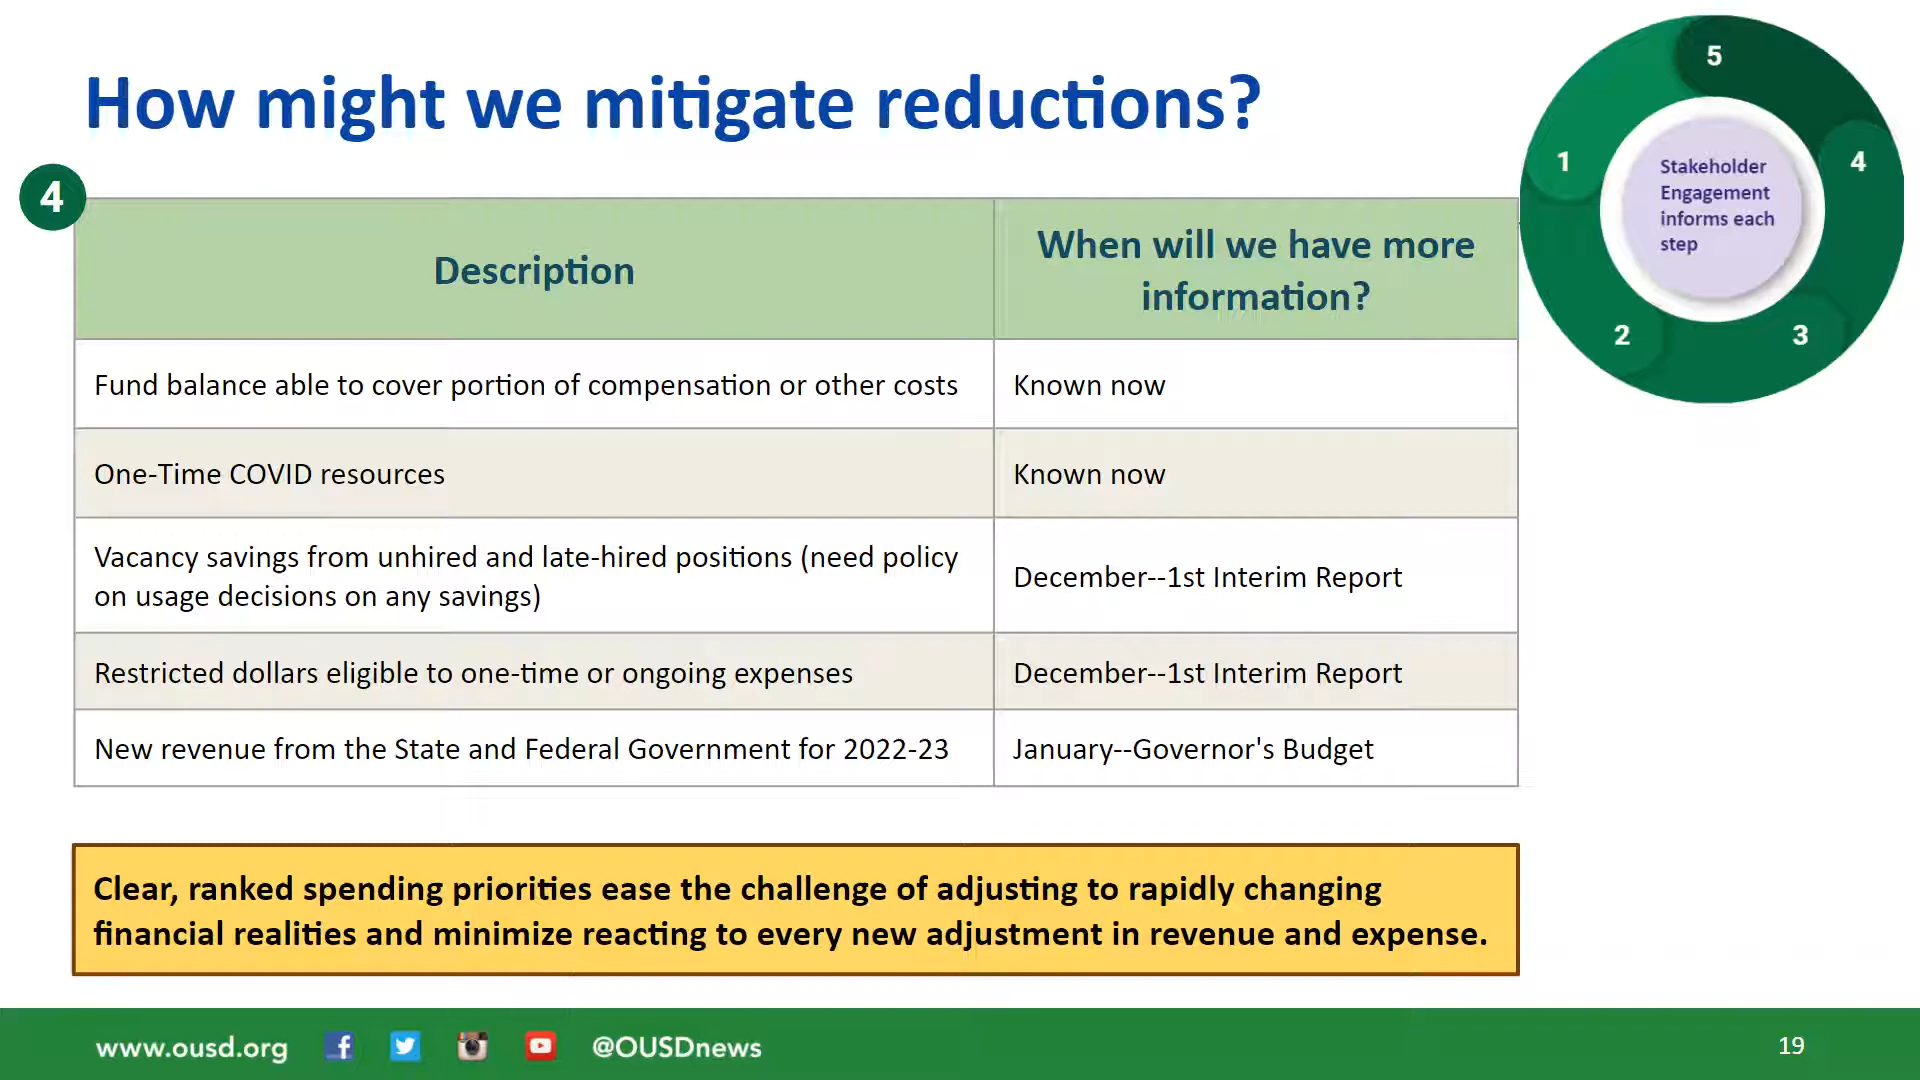 How might we mitigate reductions?
5
1
4
Stakeholder
Engagement
informs each
step
2
3
4
Description
When will we have more
information?
Fund balance able to cover portion of compensation or other costs
Known now
One-Time COVID resources
Known now
Vacancy savings from unhired and late-hired positions (need policy
on usage decisions on any savings)
December--1st Interim Report
Restricted dollars eligible to one-time or ongoing expenses
December--1st Interim Report
New revenue from the State and Federal Government for 2022-23
January--Governor's Budget
Clear, ranked spending priorities ease the challenge of adjusting to rapidly changing
financial realities and minimize reacting to every new adjustment in revenue and expense.
www.ousd.org
@OUSDnews
19